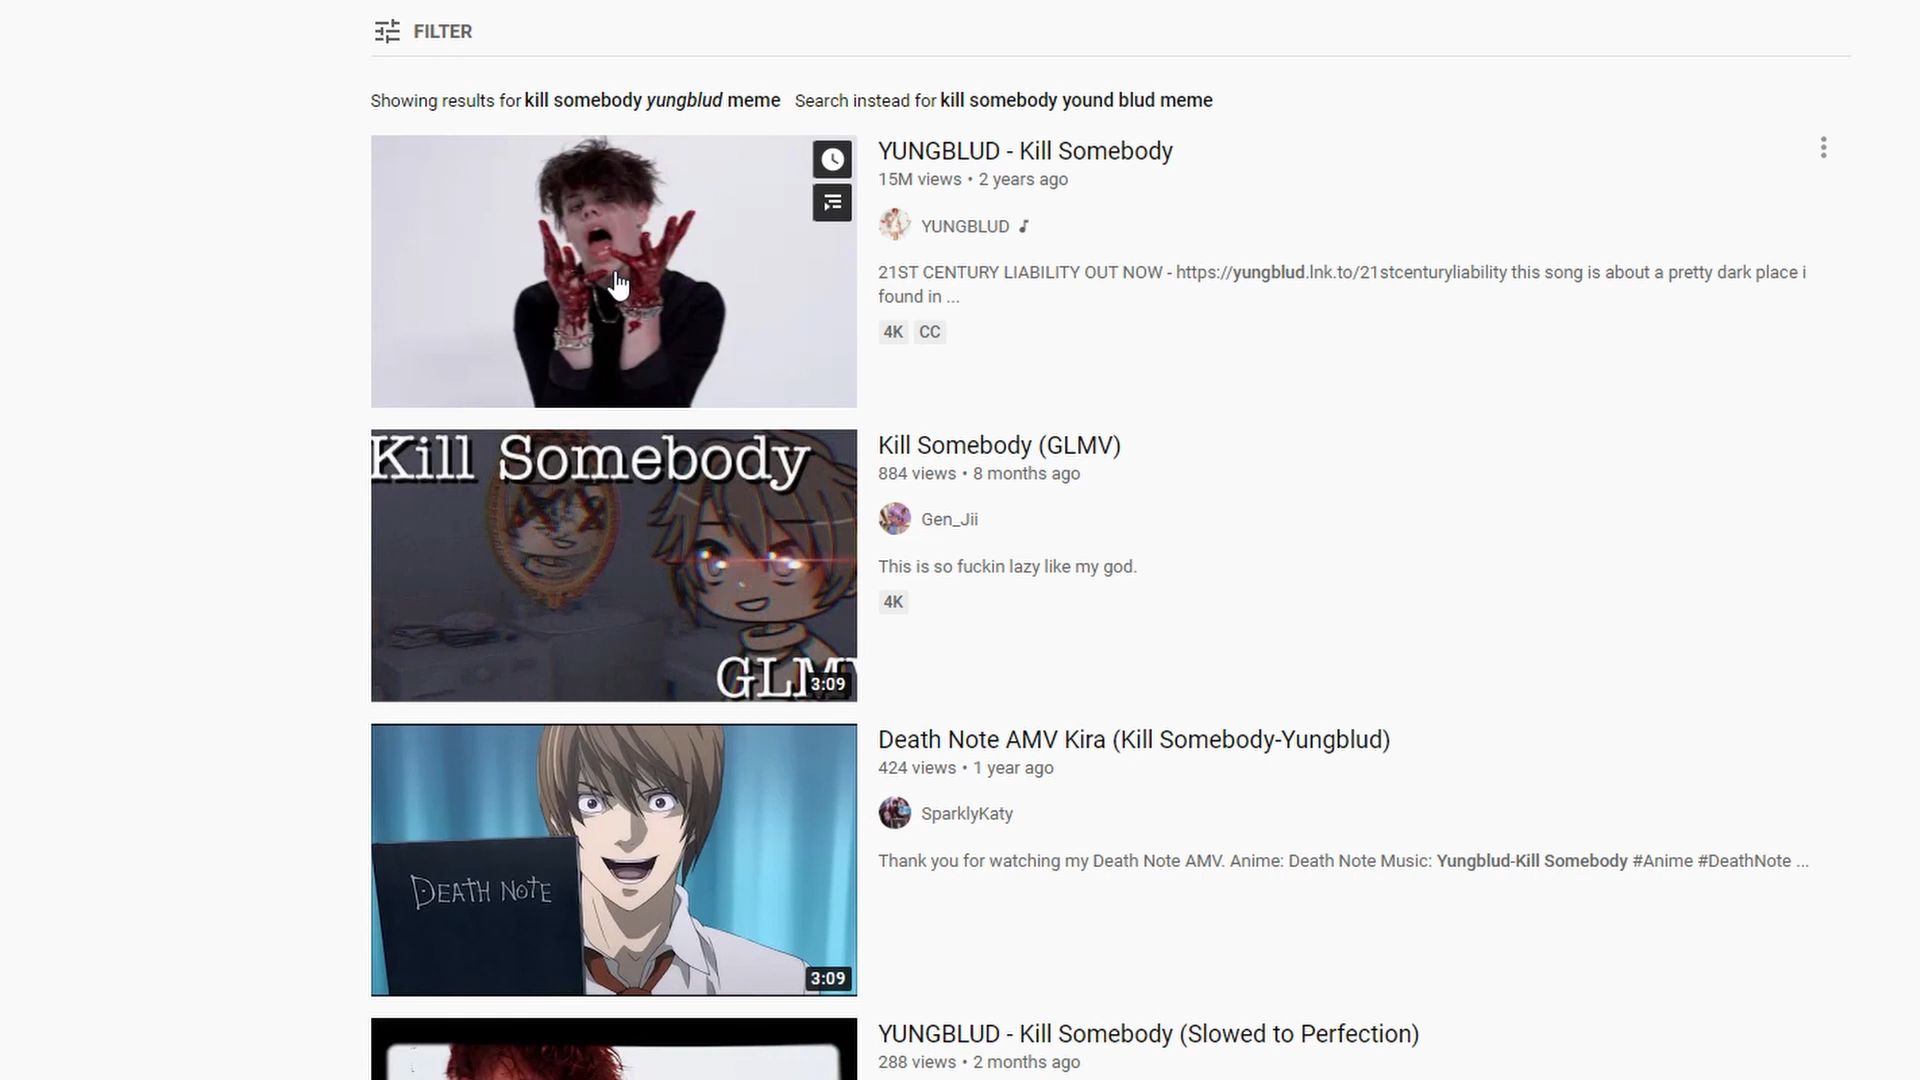 FILTER
Showing results for kill somebody yungblud meme Search instead for kill somebody yound blud meme
YUNGBLUD - Kill Somebody
15M views • 2 years ago
YUNGBLUD
21ST CENTURY LIABILITY OUT NOW - https://yungblud.lnk.to/21stcenturyliability this song is about a pretty dark place i
found in ...
4K CC
Kill Somebody
GLM
3:09
Kill Somebody (GLMV)
884 views • 8 months ago
Gen_Jii
This is so fuckin lazy like my god.
4K
DEATH NOTE
3:09
Death Note AMV Kira (Kill Somebody-Yungblud)
424 views • 1 year ago
SparklyKaty
Thank you for watching my Death Note AMV. Anime: Death Note Music: Yungblud-Kill Somebody #Anime #DeathNote ...
YUNGBLUD - Kill Somebody (Slowed to Perfection)
288 views • 2 months ago